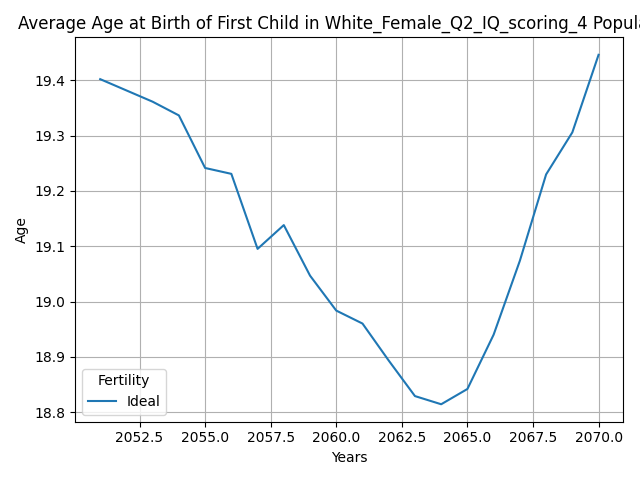 Average Age at Birth of First Child in White_Female_Q2_IQ_scoring_4 Popula
19.4
19.3
19.2
19.1
19.0
18.9
18.8
Age
Fertility
Ideal
2052.5 2055.0 2057.5 2060.0 2062.5 2065.0 2067.5 2070.0
Years